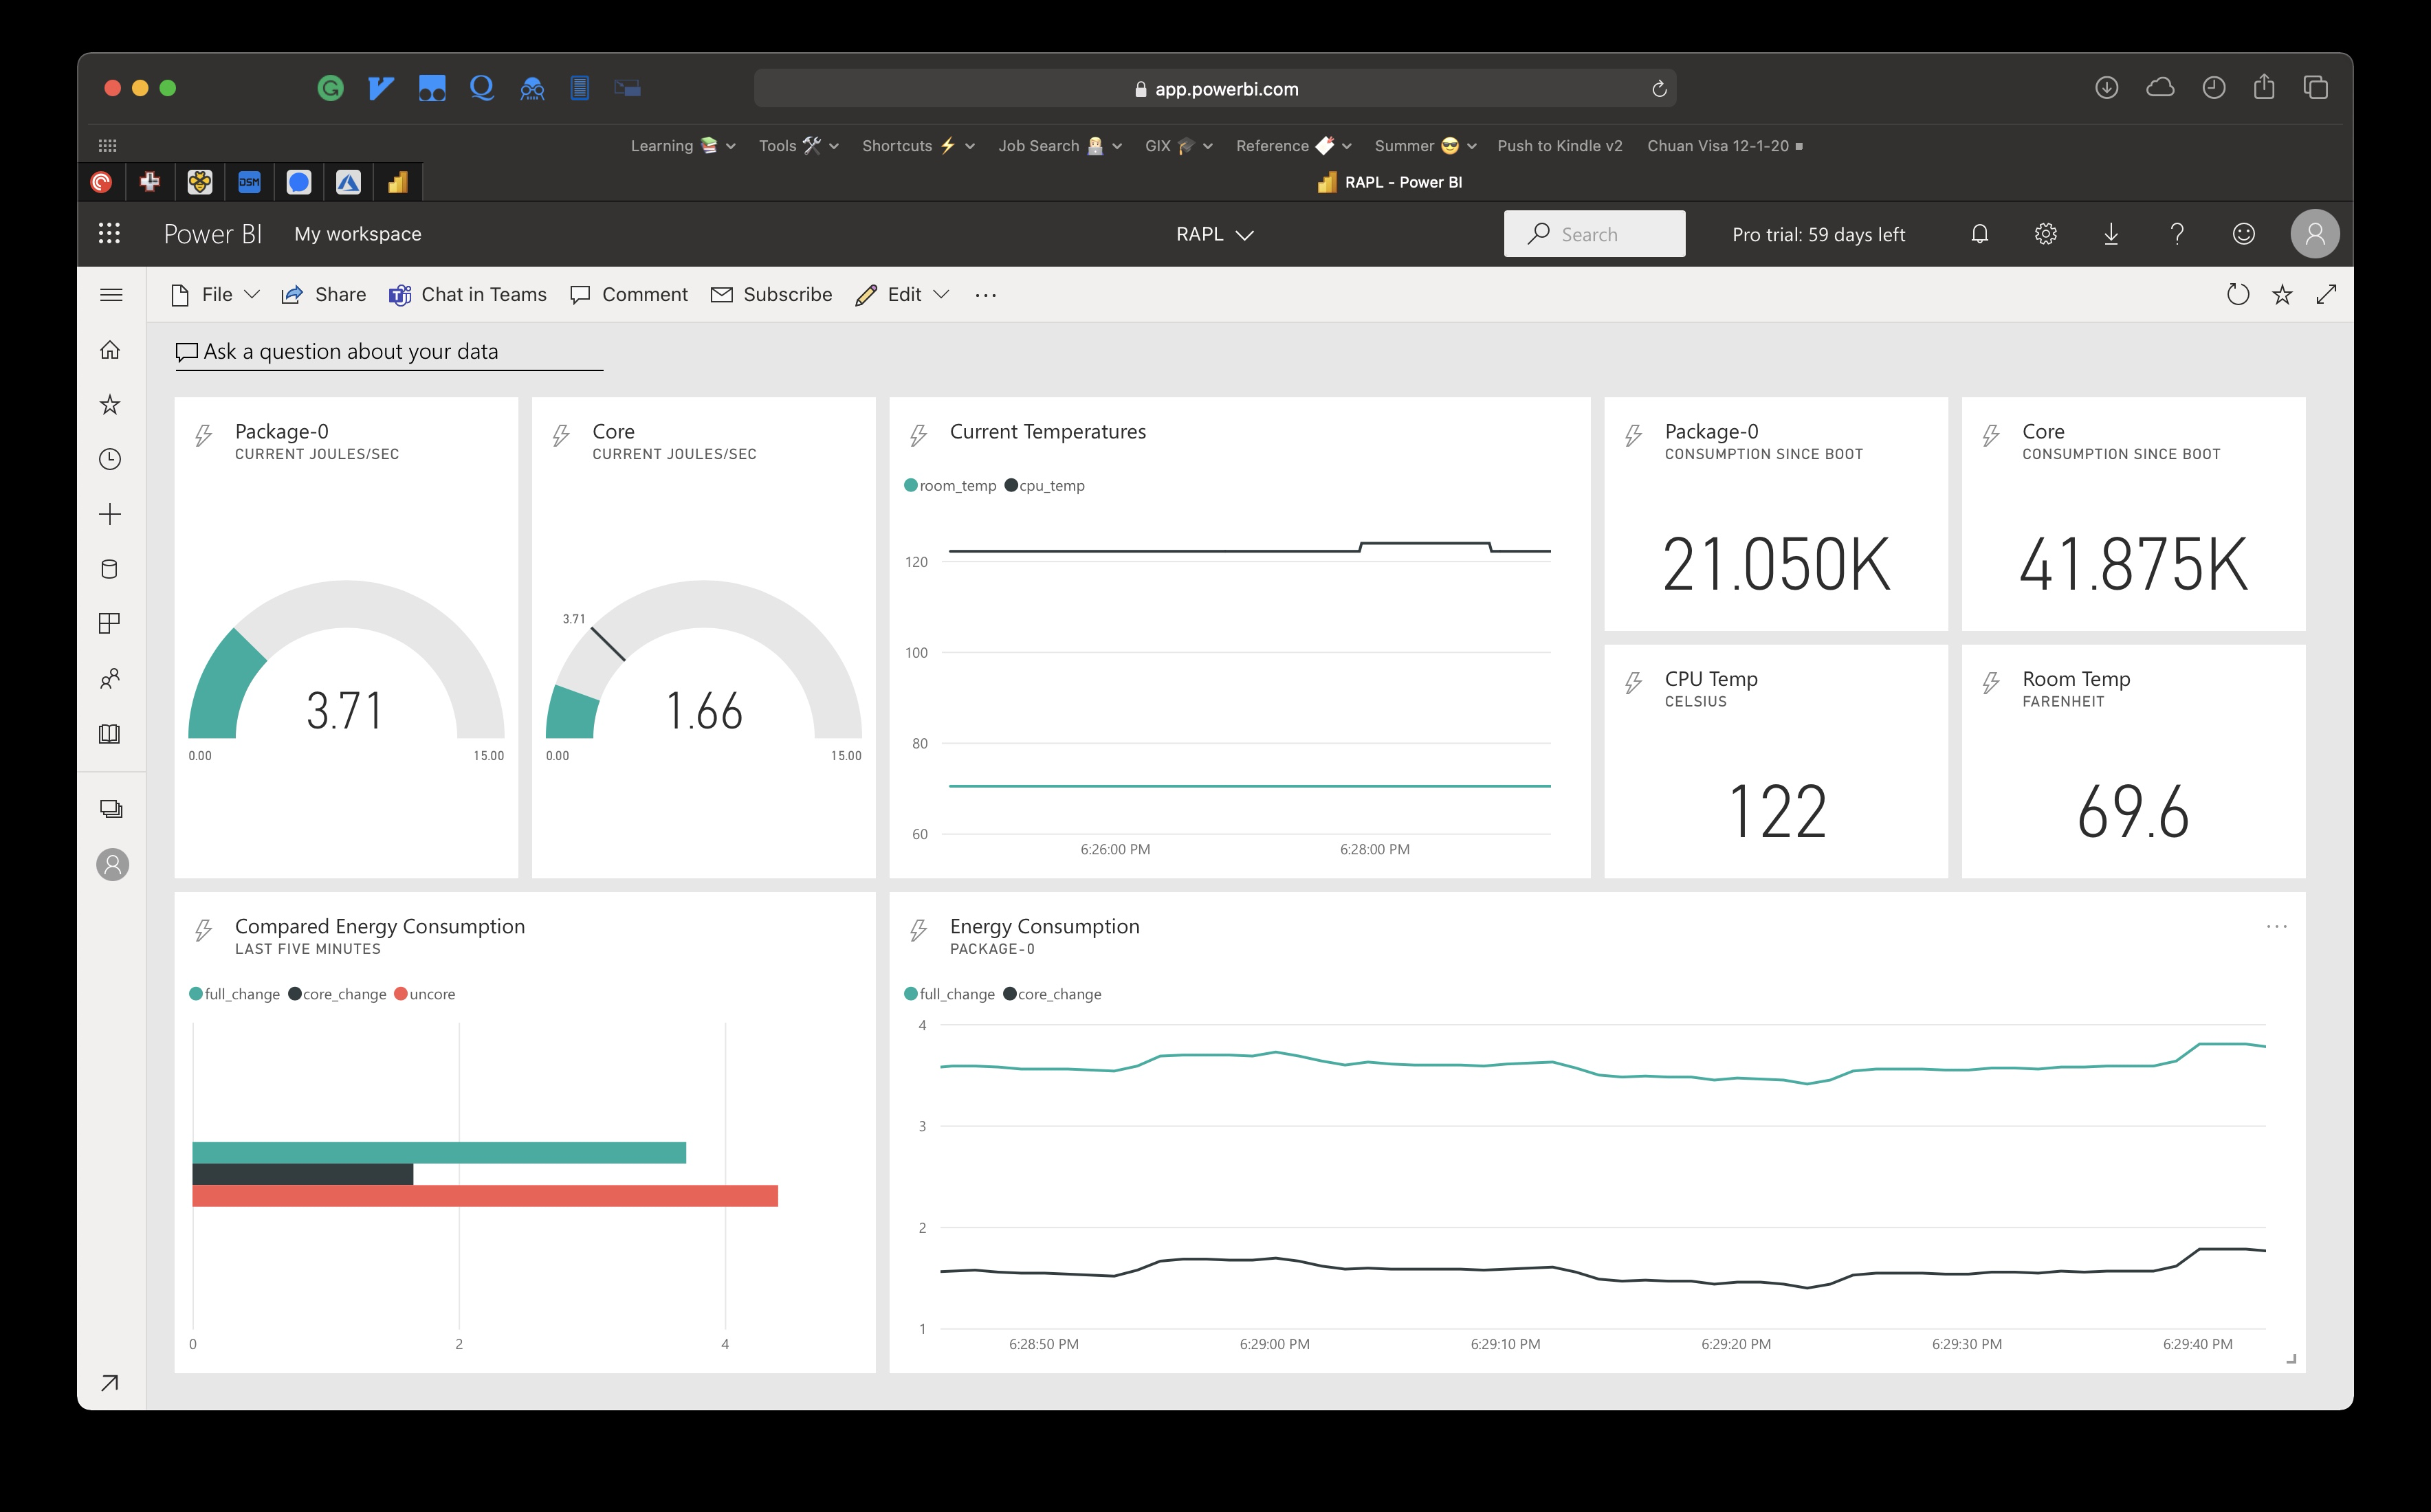 app.powerbi.com
Learning 📚 Tools 🛠 Shortcuts ⚡ Job Search 👩🏼‍💻 GIX 🎓 Reference 🔖 Summer 😎 Push to Kindle v2 Chuan Visa 12-1-20
DSM
RAPL - Power BI
Power BI My workspace RAPL Search Pro trial: 59 days left
File Share Chat in Teams Comment Subscribe Edit
Ask a question about your data
Package-0
CURRENT JOULES/SEC
3.71
0.00 15.00
Core
CURRENT JOULES/SEC
3.71
1.66
0.00 15.00
Current Temperatures
room_temp cpu_temp
120
100
80
60
6:26:00 PM 6:28:00 PM
Package-0
CONSUMPTION SINCE BOOT
21.050K
Core
CONSUMPTION SINCE BOOT
41.875K
CPU Temp
CELSIUS
122
Room Temp
FARENHEIT
69.6
Compared Energy Consumption
LAST FIVE MINUTES
full_change core_change uncore
0 2 4
Energy Consumption
PACKAGE-0
full_change core_change
4
3
2
1
6:28:50 PM 6:29:00 PM 6:29:10 PM 6:29:20 PM 6:29:30 PM 6:29:40 PM